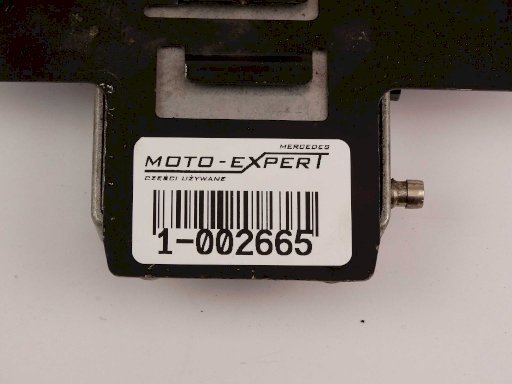 MERCEDES
MOTO-EXPERT
CZĘŚCI UŻYWANE
1-002665